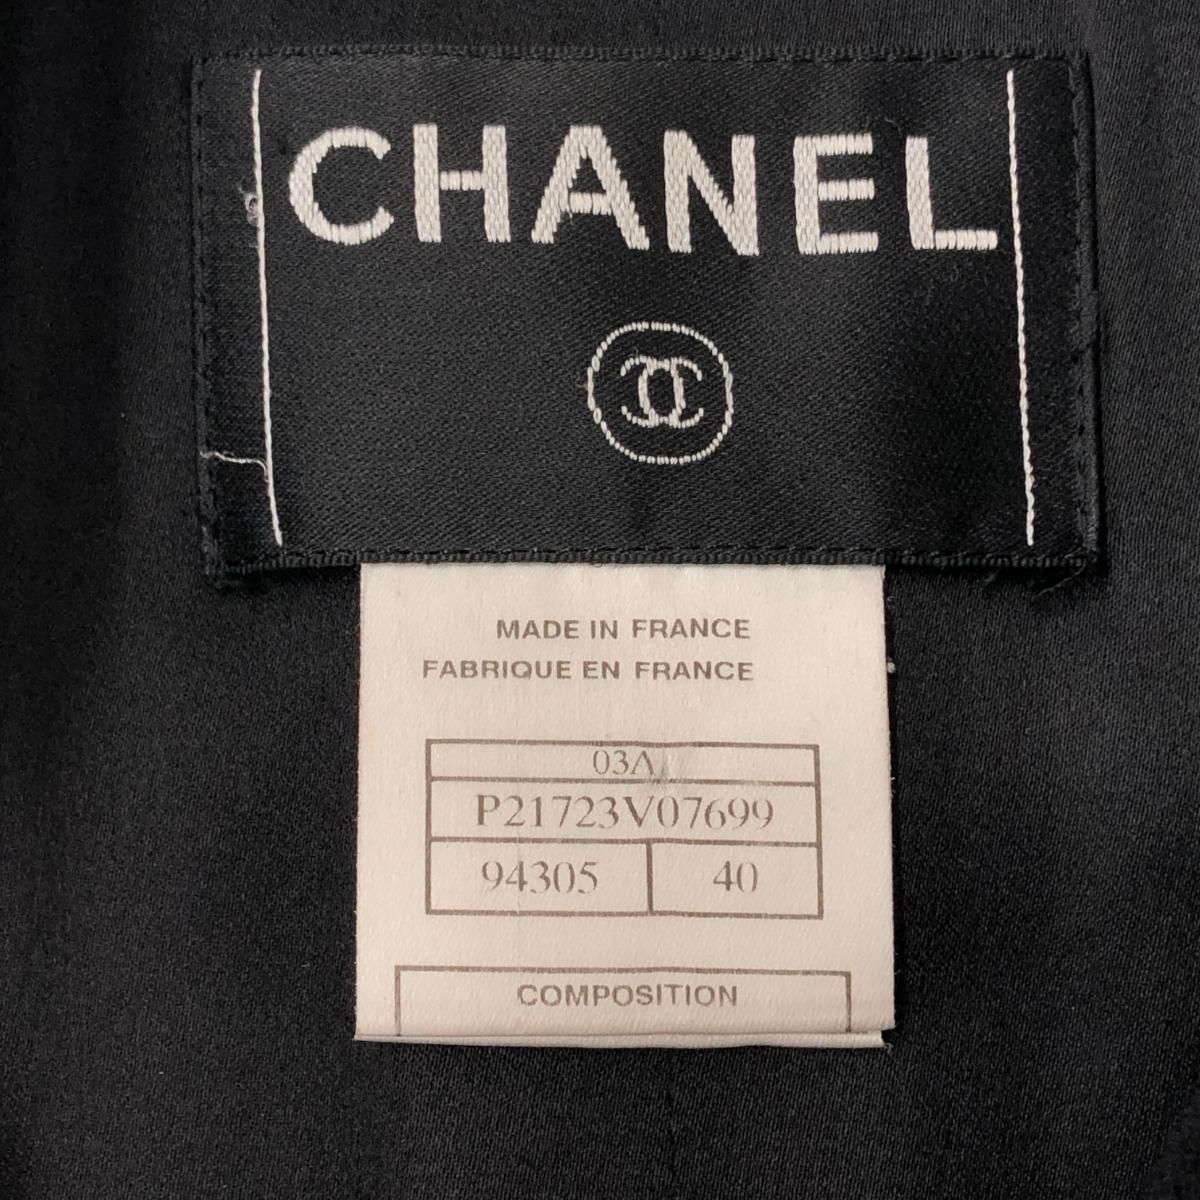 CHANEL
MADE IN FRANCE
FABRIQUE EN FRANCE
03A
P21723V07699
94305 40
COMPOSITION